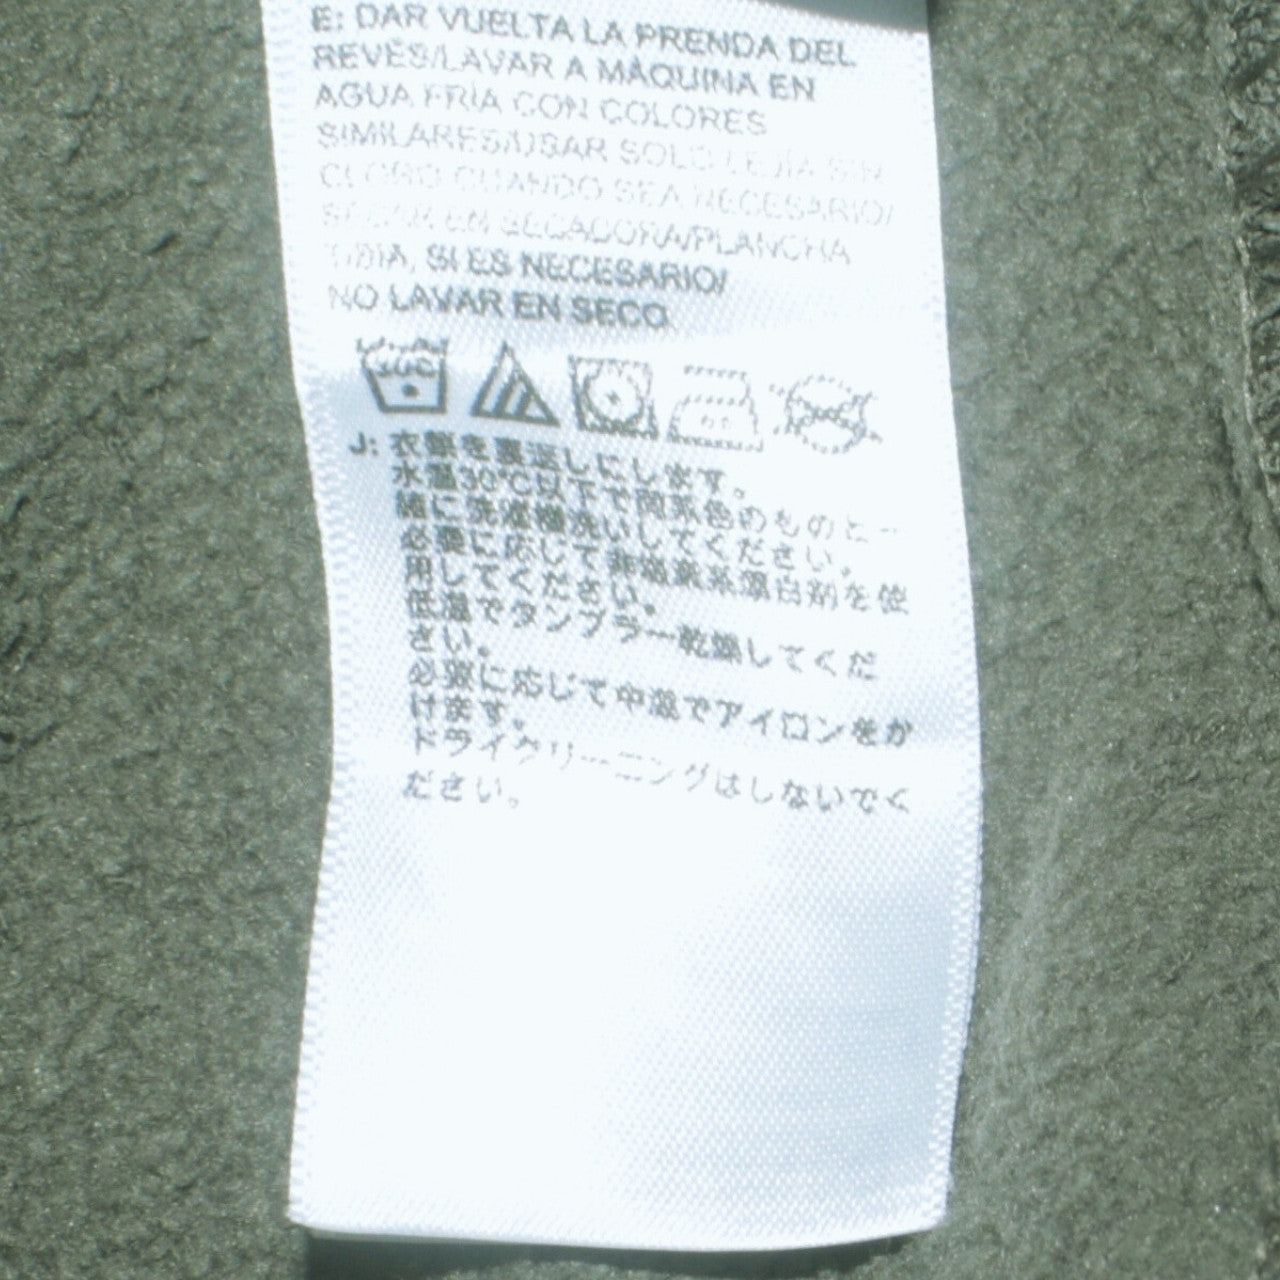 E: DAR VUELTA LA PRENDA DEL
REVÉS/LAVAR A MÁQUINA EN
AGUA FRÍA CON COLORES
SIMILARES/USAR SOLO LEJÍA SIN
CLORO CUANDO SEA NECESARIO/
SECAR EN SECADORA/PLANCHA
TIBIA, SI ES NECESARIO/
NO LAVAR EN SECO
30C
J: 衣類を裏返しにします。
水温30°C以下で同系色のものと一
緒に洗濯機洗いしてください。
必要に応じて非塩素系漂白剤を使
用してください。
低温でタンブラー乾燥してくだ
さい。
必要に応じて中温でアイロンをか
けます。
ドライクリーニングはしないでく
ださい。